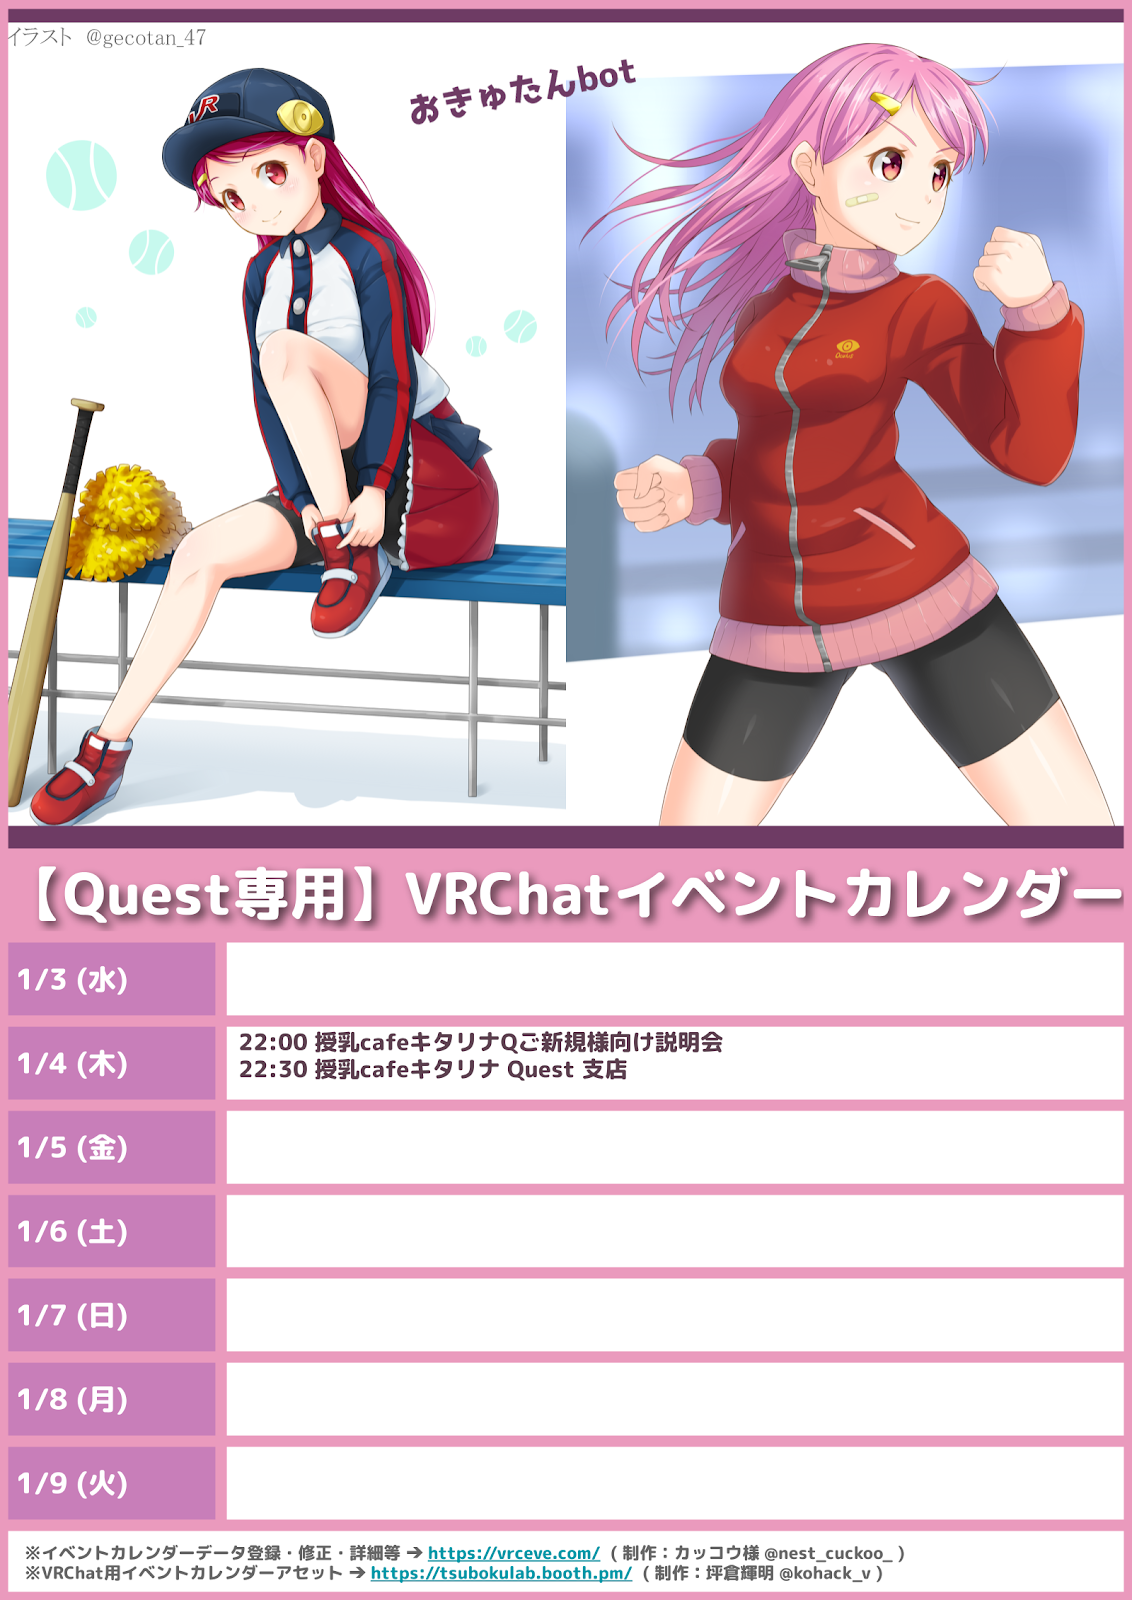 イラスト @gecotan_47
おきゅたんbot
VR
Quest
【Quest専用】VRChatイベントカレンダー
1/3 (水)
1/4 (木)
22:00 授乳cafeキタリナQご新規様向け説明会
22:30 授乳cafeキタリナ Quest 支店
1/5 (金)
1/6 (土)
1/7 (日)
1/8 (月)
1/9 (火)
※イベントカレンダーデータ登録・修正・詳細等 ➔ https://vrceve.com/ ( 制作：カッコウ様 @nest_cuckoo_ )
※VRChat用イベントカレンダーアセット ➔ https://tsubokulab.booth.pm/ ( 制作：坪倉輝明 @kohack_v )